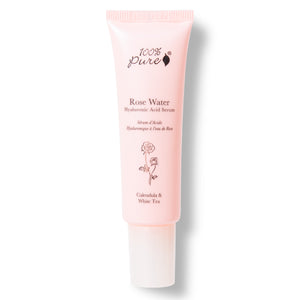 100%
pure
Rose Water
Hyaluronic Acid Serum
Sérum d'Acide
Hyaluronique à l'eau de Rose
Calendula &
White Tea